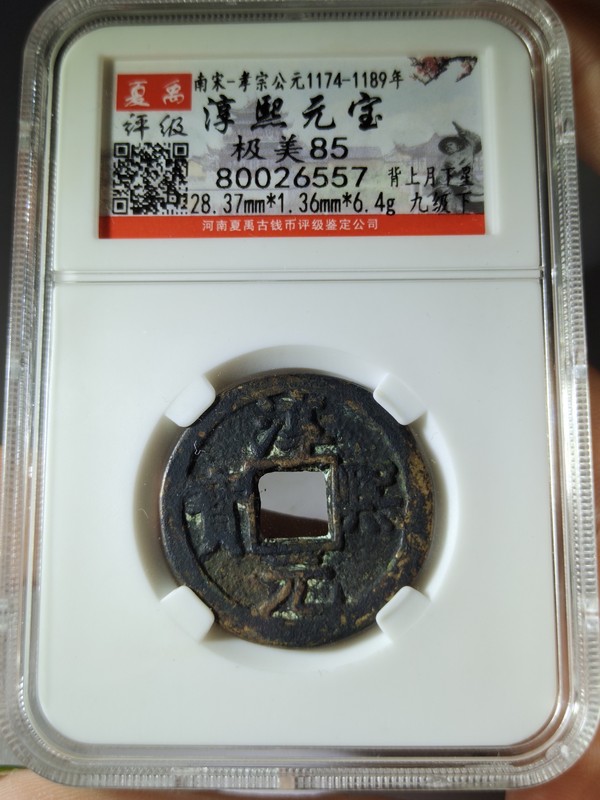 夏禹
评级
南宋-孝宗公元1174-1189年
淳熙元宝
极美85
80026557 背上月下星
28.37mm*1.36mm*6.4g 九级下
河南夏禹古钱币评级鉴定公司
淳
寶 熙
元